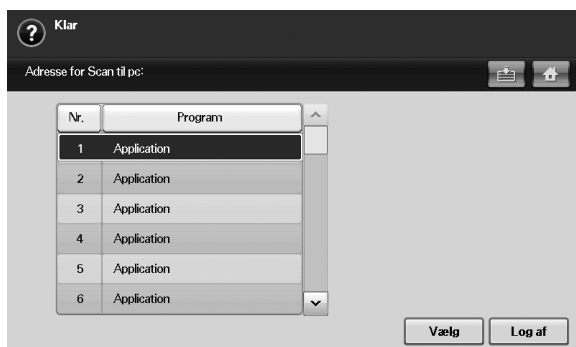 ?
Klar
Adresse for Scan til pc:
Nr. Program
1 Application
2 Application
3 Application
4 Application
5 Application
6 Application
Vælg Log af